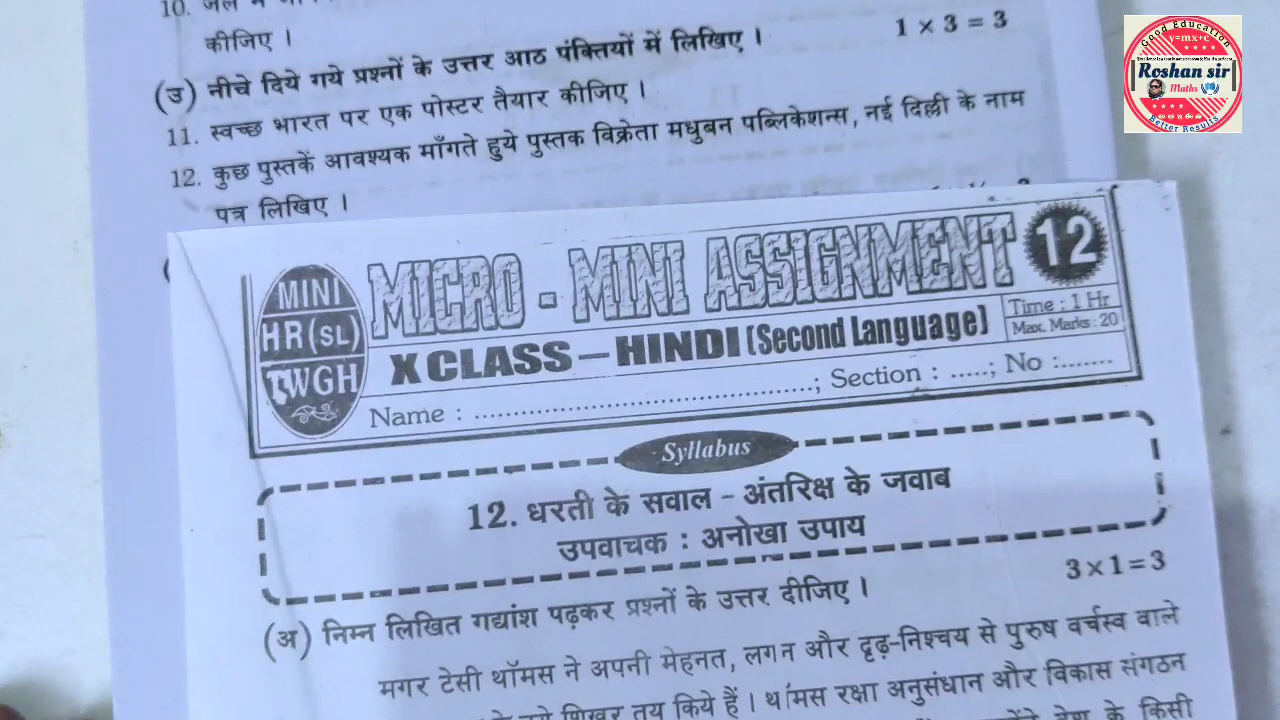 10. जल में
कीजिए ।
1 × 3 = 3
(उ) नीचे दिये गये प्रश्नों के उत्तर आठ पंक्तियों में लिखिए ।
11. स्वच्छ भारत पर एक पोस्टर तैयार कीजिए ।
12. कुछ पुस्तकें आवश्यक माँगते हुये पुस्तक विक्रेता मधुबन पब्लिकेशन्स, नई दिल्ली के नाम
पत्र लिखिए ।
Good Education
y=mx+c
Roshan sir
Maths
Better Results
MINI
HR(SL)
TWGH
MICRO - MINI ASSIGNMENT 12
X CLASS – HINDI (Second Language)
Time : 1 Hr
Max. Marks : 20
Name : ..........................................; Section : .....; No :.......
Syllabus
12. धरती के सवाल - अंतरिक्ष के जवाब
उपवाचक : अनोखा उपाय
(अ) निम्न लिखित गद्यांश पढ़कर प्रश्नों के उत्तर दीजिए । 3 × 1 = 3
मगर टेसी थॉमस ने अपनी मेहनत, लगन और दृढ़-निश्चय से पुरुष वर्चस्व वाले
शिखर तय किये हैं । थॉमस रक्षा अनुसंधान और विकास संगठन
के किसी